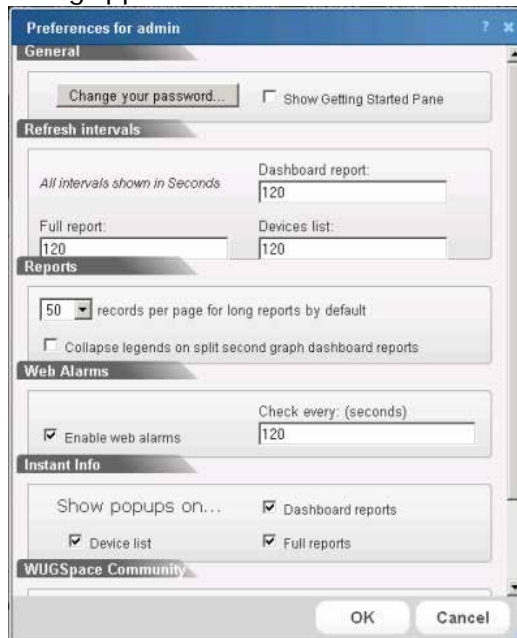 Preferences for admin ? x
General
Change your password... Show Getting Started Pane
Refresh intervals
All intervals shown in Seconds
Dashboard report:
120
Full report:
120
Devices list:
120
Reports
50 records per page for long reports by default
Collapse legends on split second graph dashboard reports
Web Alarms
Enable web alarms
Check every: (seconds)
120
Instant Info
Show popups on...
Dashboard reports
Device list
Full reports
WUGSpace Community
OK Cancel